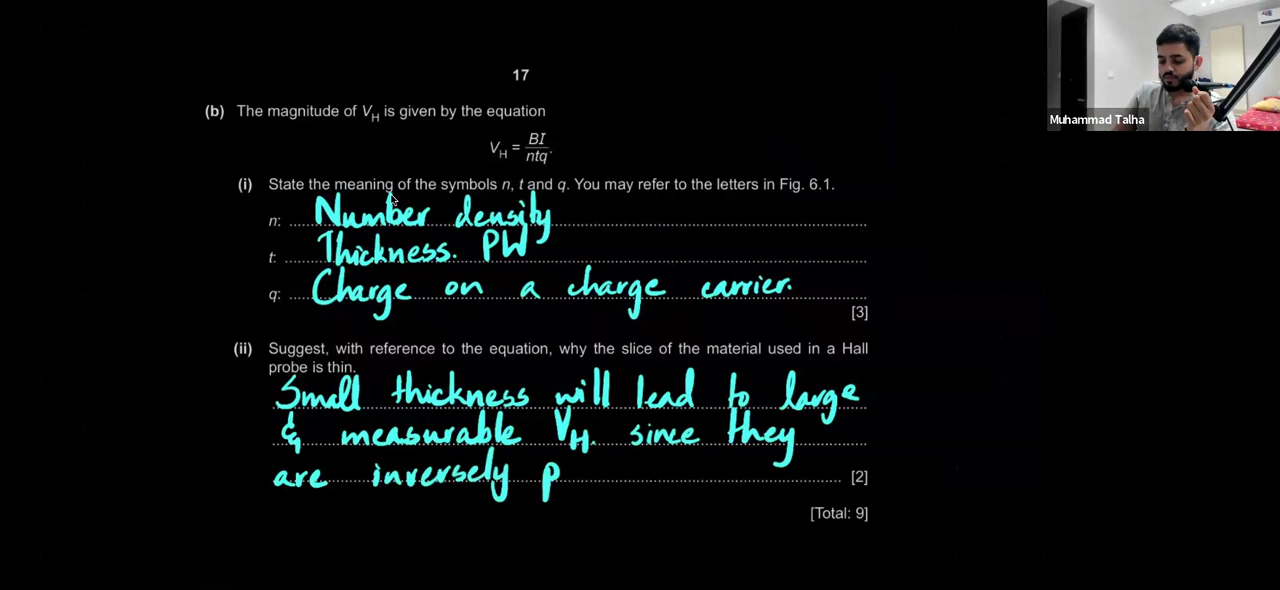 17
(b) The magnitude of VH is given by the equation
VH = BI/ntq.
(i) State the meaning of the symbols n, t and q. You may refer to the letters in Fig. 6.1.
n: Number density
t: Thickness. PW
q: Charge on a charge carrier.
[3]
(ii) Suggest, with reference to the equation, why the slice of the material used in a Hall
probe is thin.
Small thickness will lead to large
& measurable VH. since they
are inversely p
[2]
[Total: 9]
Muhammad Talha